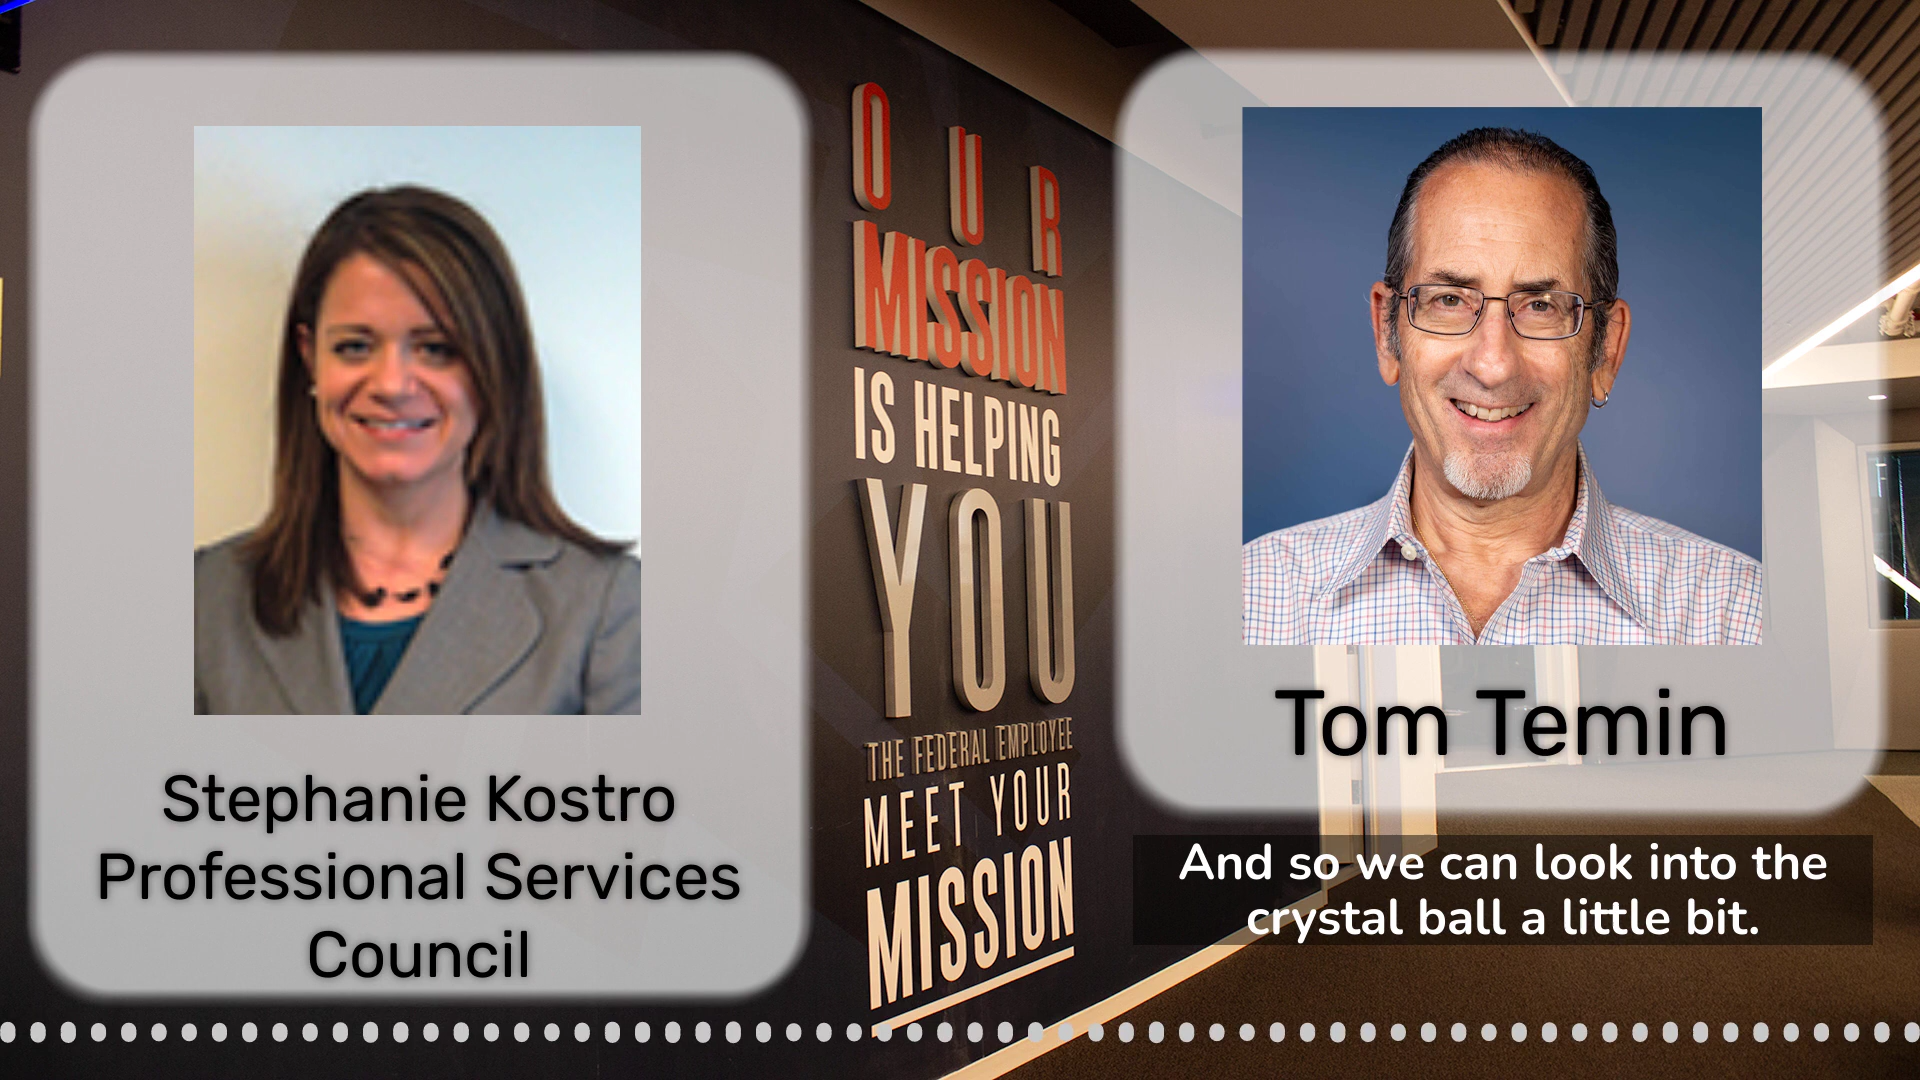 Stephanie Kostro
Professional Services
Council
OUR
MISSION
IS HELPING
YOU
THE FEDERAL EMPLOYEE
MEET YOUR
MISSION
Tom Temin
And so we can look into the
crystal ball a little bit.